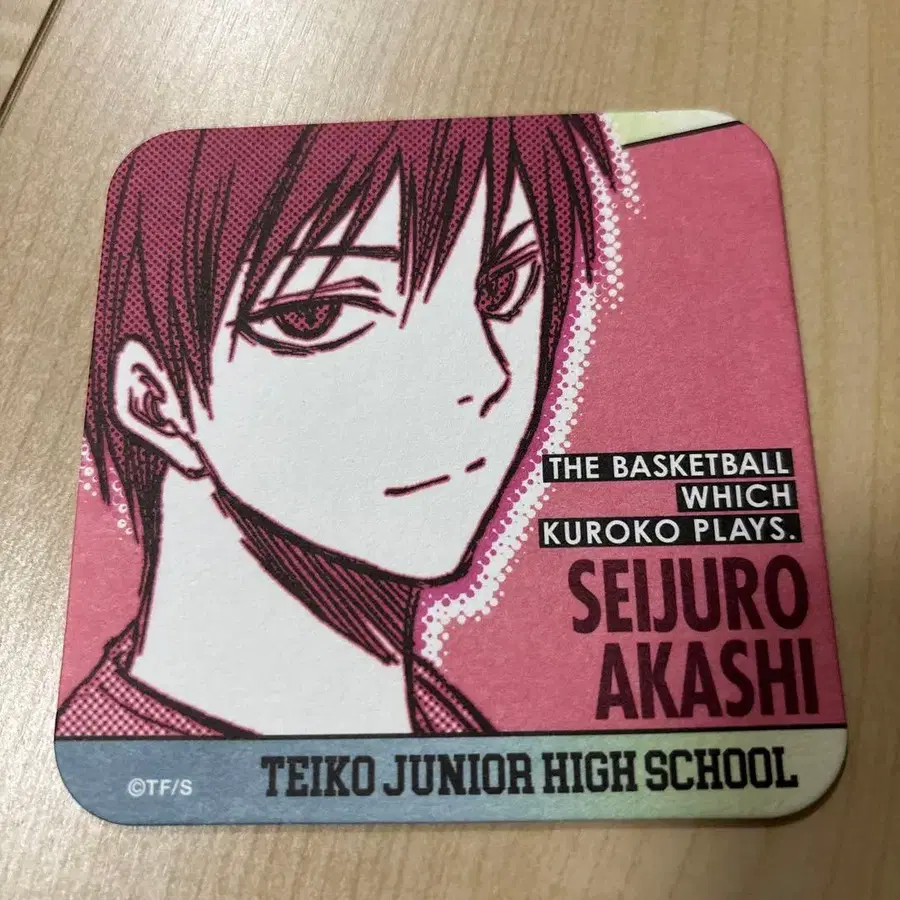 THE BASKETBALL
WHICH
KUROKO PLAYS.
SEIJURO
AKASHI
©TF/S
TEIKO JUNIOR HIGH SCHOOL